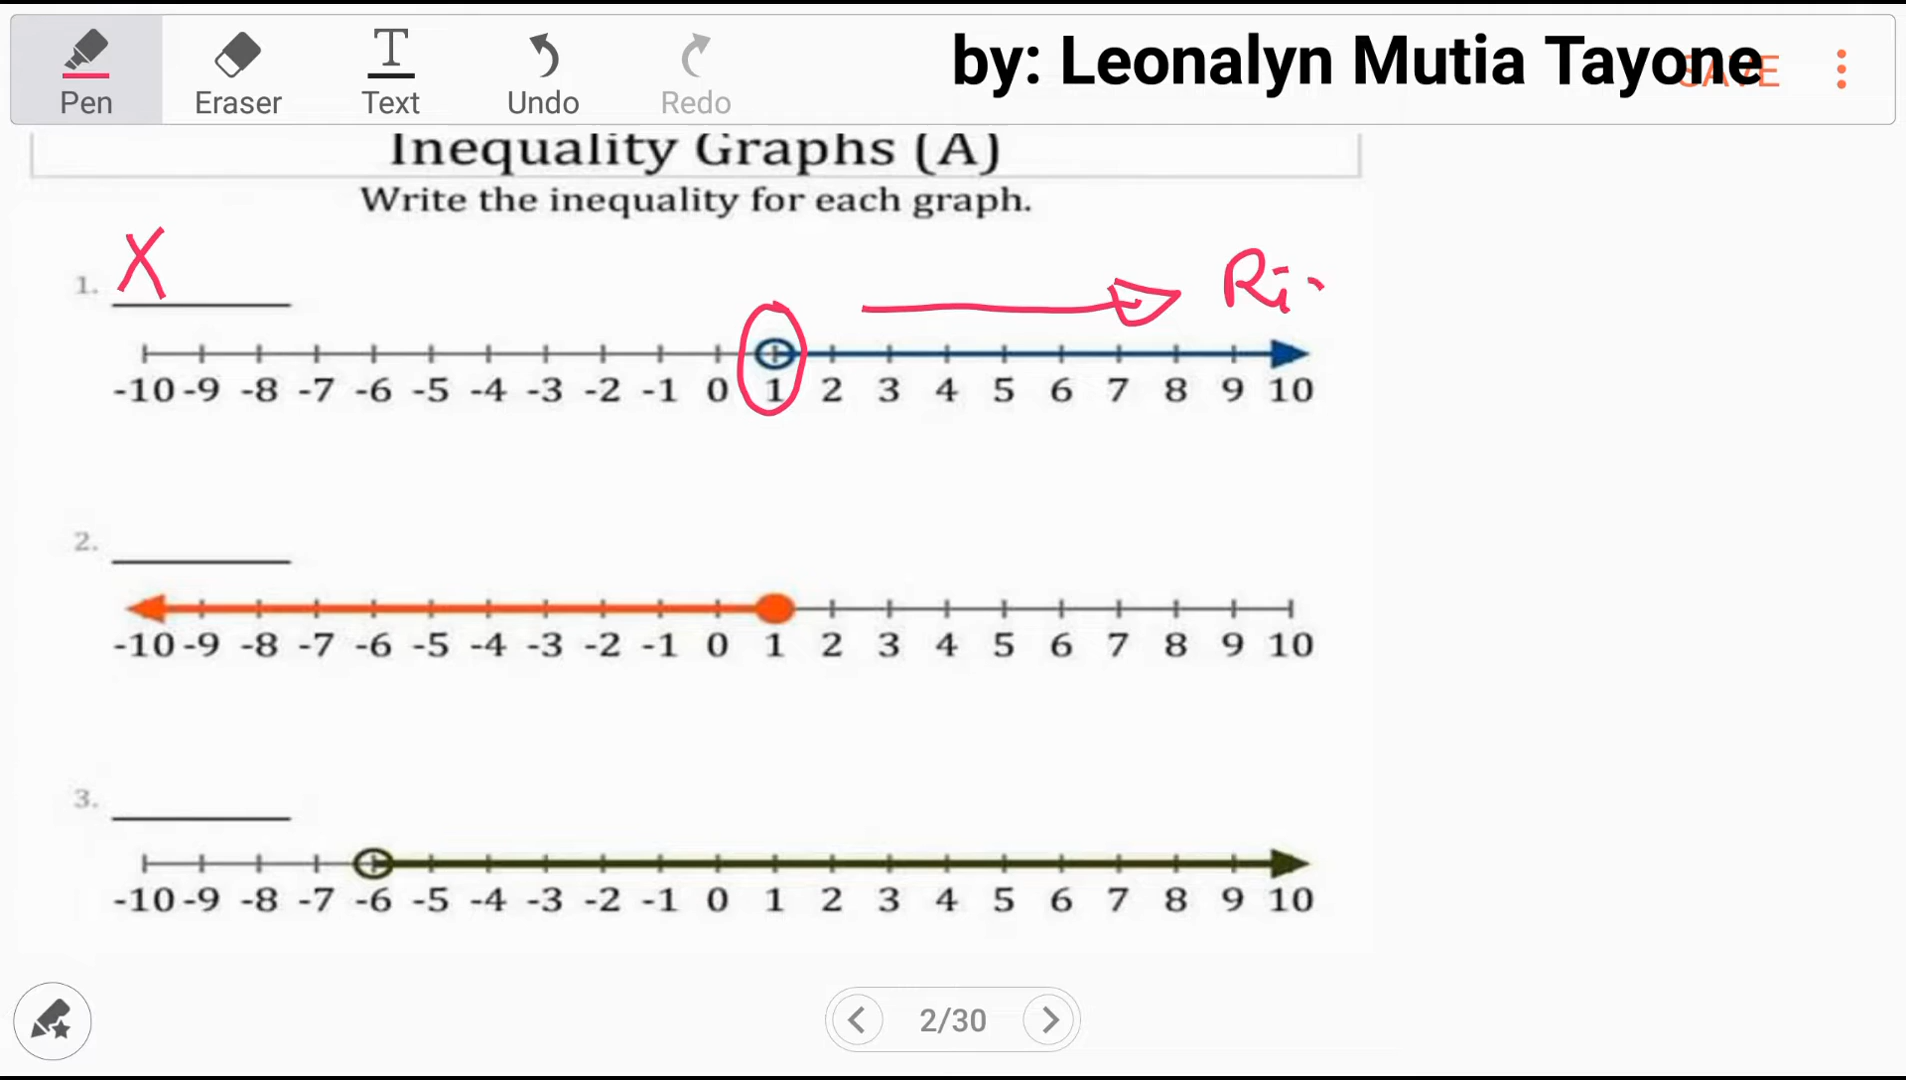 by: Leonalyn Mutia Tayone
SAVE
Pen
Eraser
Text
Undo
Redo
Inequality Graphs (A)
Write the inequality for each graph.
1. X
Ri
-10 -9 -8 -7 -6 -5 -4 -3 -2 -1 0 1 2 3 4 5 6 7 8 9 10
2.
-10 -9 -8 -7 -6 -5 -4 -3 -2 -1 0 1 2 3 4 5 6 7 8 9 10
3.
-10 -9 -8 -7 -6 -5 -4 -3 -2 -1 0 1 2 3 4 5 6 7 8 9 10
2/30